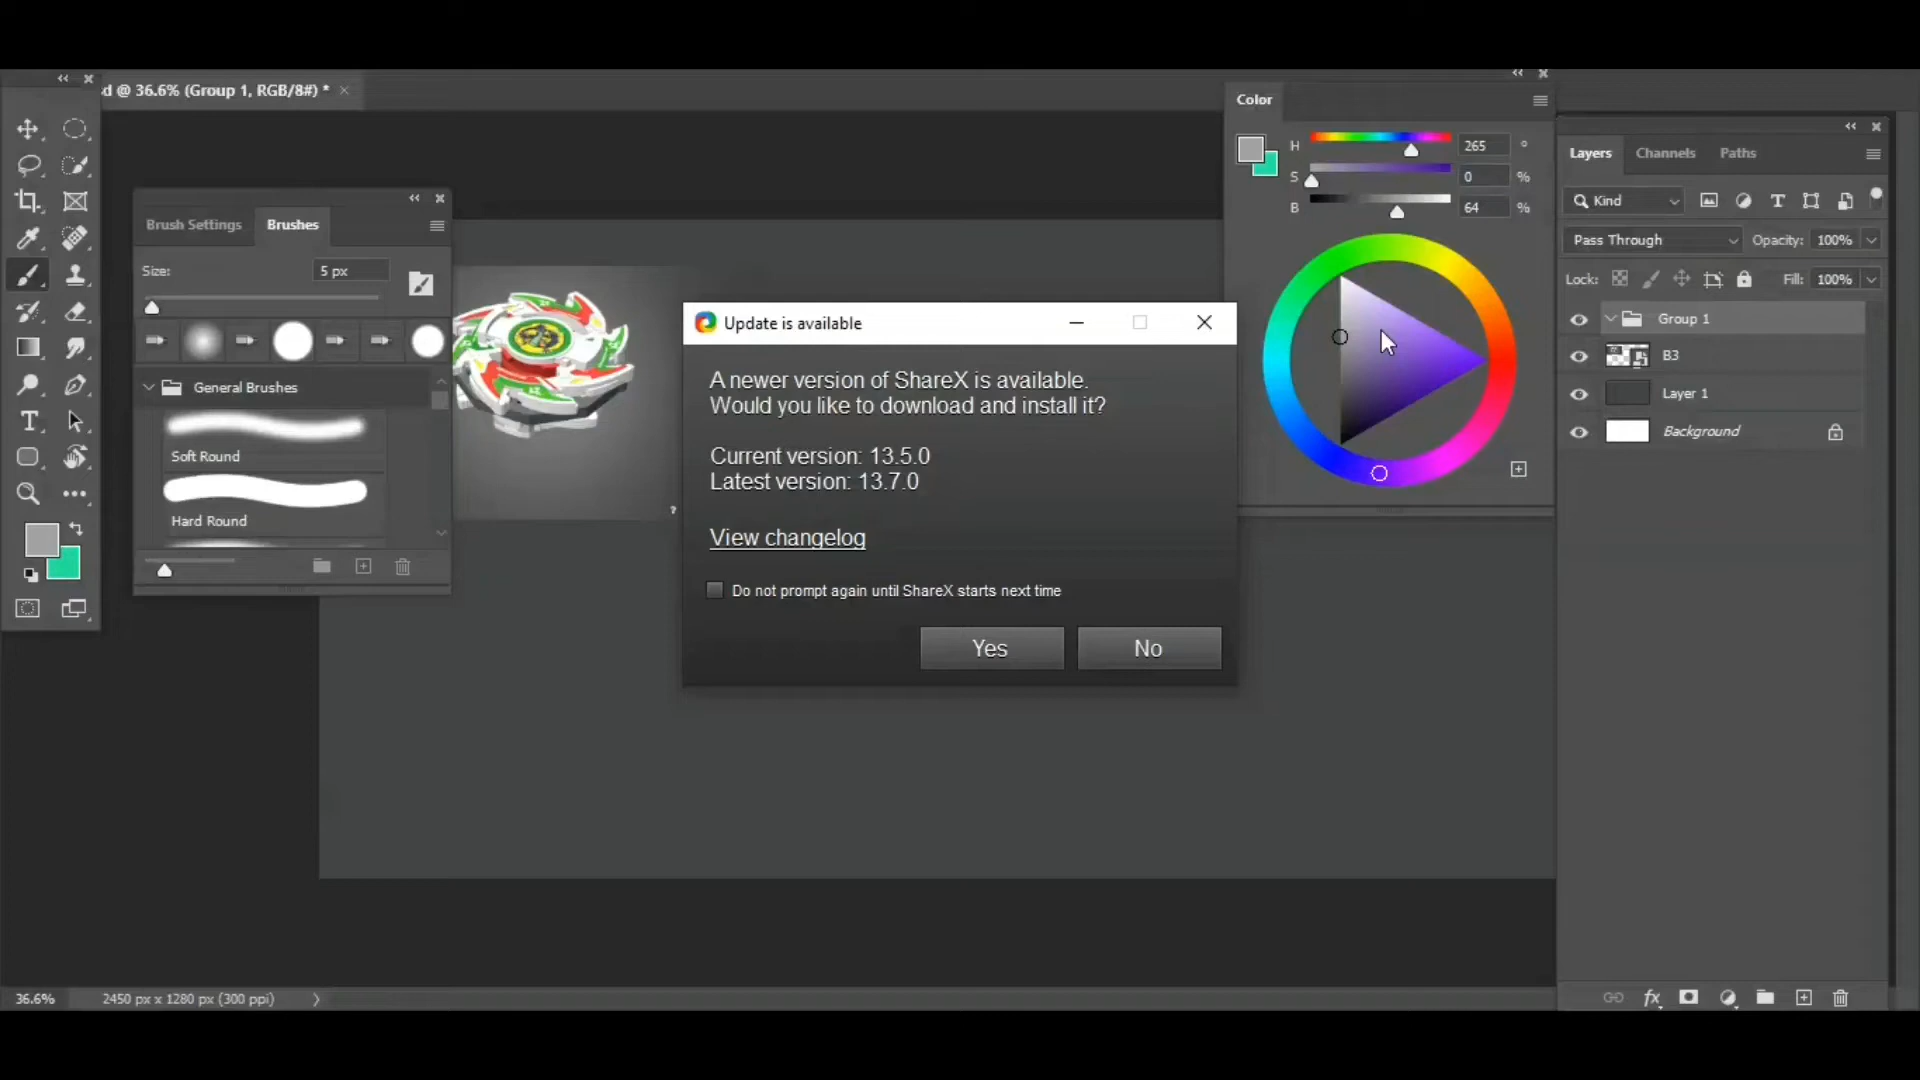 d @ 36.6% (Group 1, RGB/8#) *
Color
H 265 °
S 0 %
B 64 %
Layers Channels Paths
Kind
Pass Through Opacity: 100%
Lock: Fill: 100%
Group 1
B3
Layer 1
Background
Brush Settings Brushes
Size: 5 px
General Brushes
Soft Round
Hard Round
Update is available
A newer version of ShareX is available.
Would you like to download and install it?
Current version: 13.5.0
Latest version: 13.7.0
View changelog
Do not prompt again until ShareX starts next time
Yes No
?
36.6% 2450 px x 1280 px (300 ppi)